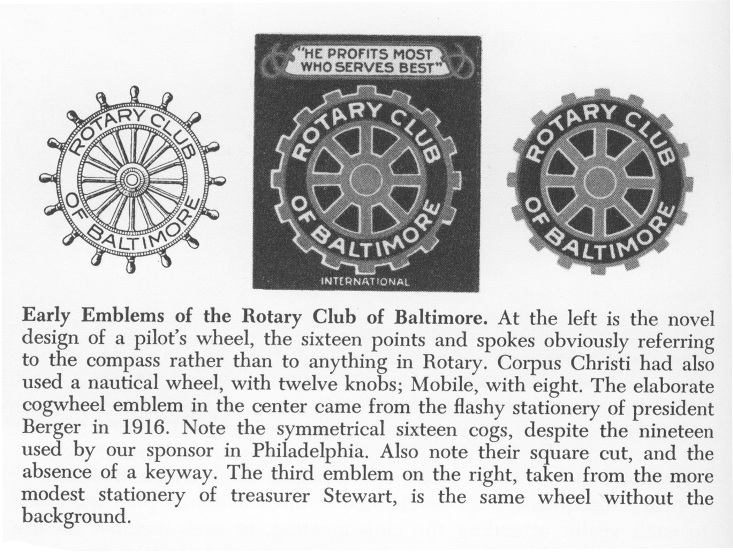 "HE PROFITS MOST
WHO SERVES BEST"
ROTARY CLUB
OF BALTIMORE
ROTARY CLUB
OF BALTIMORE
INTERNATIONAL
ROTARY CLUB
OF BALTIMORE
Early Emblems of the Rotary Club of Baltimore. At the left is the novel
design of a pilot's wheel, the sixteen points and spokes obviously referring
to the compass rather than to anything in Rotary. Corpus Christi had also
used a nautical wheel, with twelve knobs; Mobile, with eight. The elaborate
cogwheel emblem in the center came from the flashy stationery of president
Berger in 1916. Note the symmetrical sixteen cogs, despite the nineteen
used by our sponsor in Philadelphia. Also note their square cut, and the
absence of a keyway. The third emblem on the right, taken from the more
modest stationery of treasurer Stewart, is the same wheel without the
background.